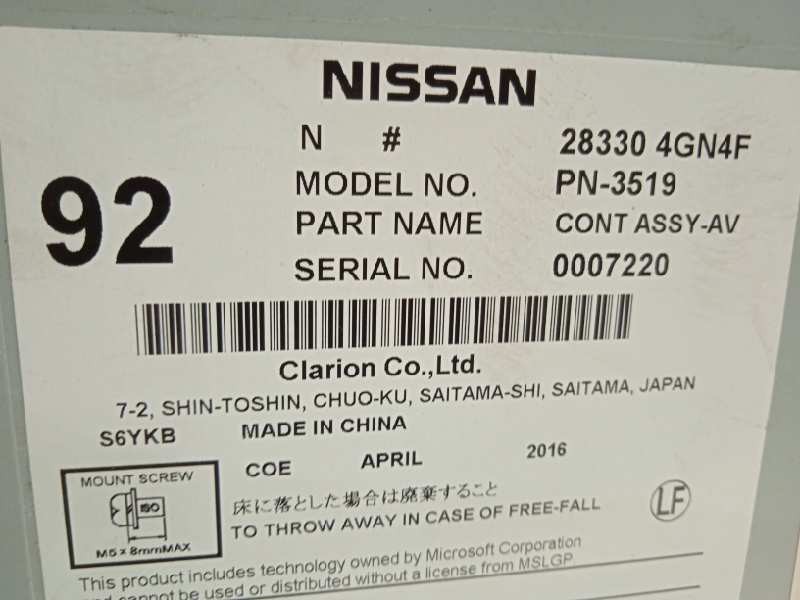 NISSAN
N # 28330 4GN4F
92
MODEL NO. PN-3519
PART NAME CONT ASSY-AV
SERIAL NO. 0007220
Clarion Co.,Ltd.
7-2, SHIN-TOSHIN, CHUO-KU, SAITAMA-SHI, SAITAMA, JAPAN
S6YKB MADE IN CHINA
COE APRIL 2016
MOUNT SCREW
ISO
M5 x 8mmMAX
床に落とした場合は廃棄すること
TO THROW AWAY IN CASE OF FREE-FALL
LF
This product includes technology owned by Microsoft Corporation
and cannot be used or distributed without a license from MSLGP